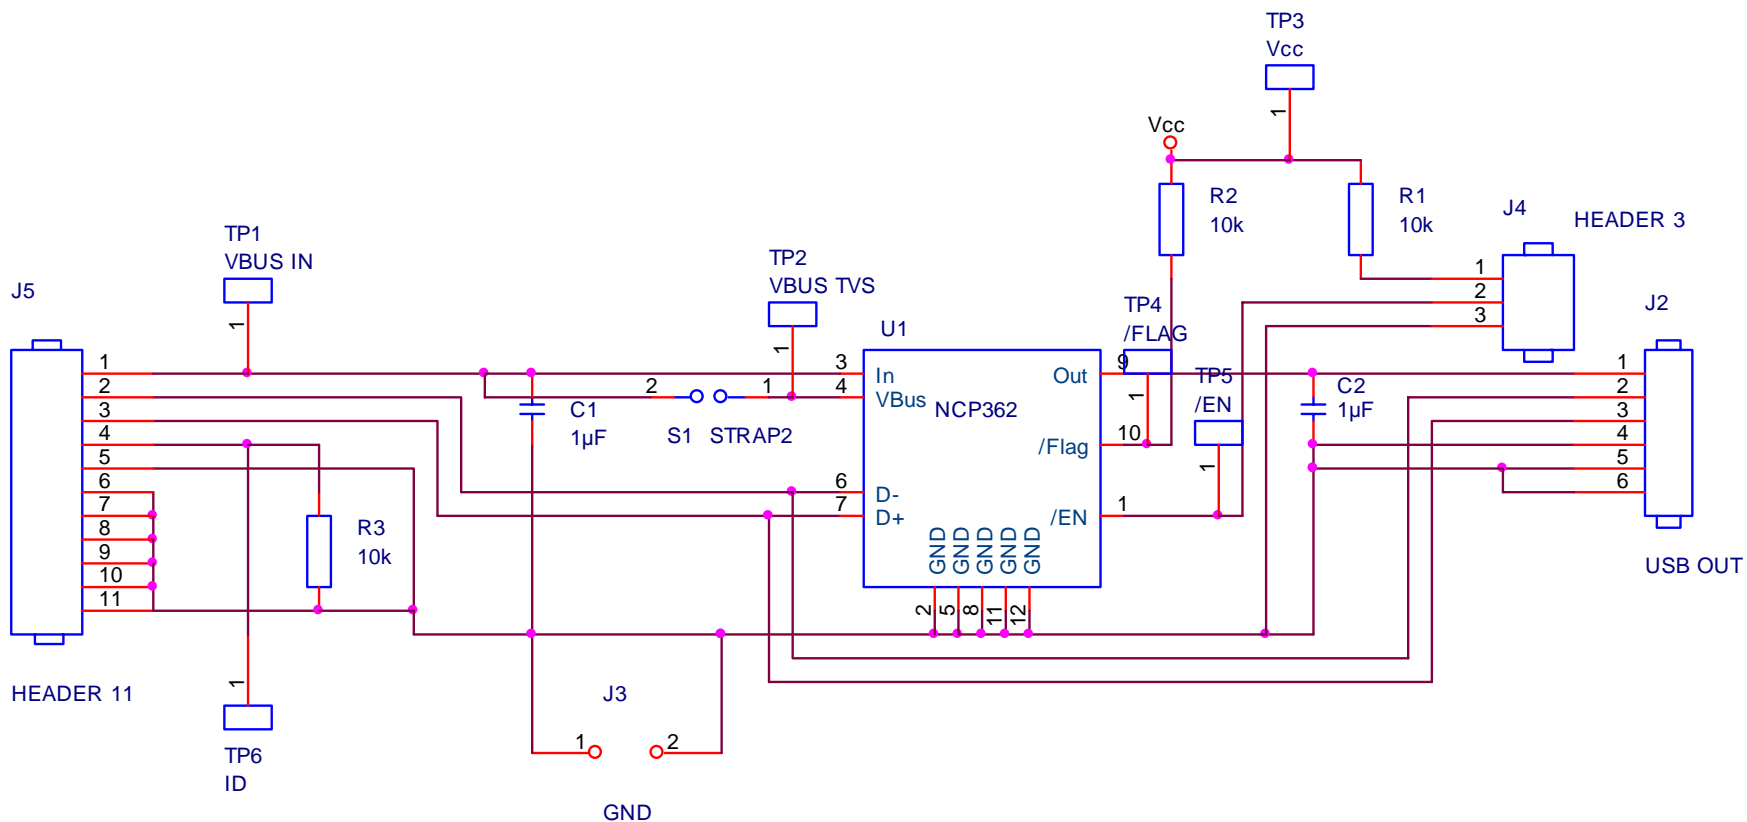 TP3
Vcc
1
Vcc
R2
10k
R1
10k
J4
HEADER 3
1
2
3
TP1
VBUS IN
1
TP2
VBUS TVS
1
TP4
/FLAG
1
TP5
/EN
1
J5
1
2
3
4
5
6
7
8
9
10
11
HEADER 11
C1
1µF
2
1
S1
STRAP2
U1
NCP362
3
In
4
VBus
6
D-
7
D+
Out
9
/Flag
10
/EN
1
GND
GND
GND
GND
GND
2
5
8
11
12
C2
1µF
J2
1
2
3
4
5
6
USB OUT
R3
10k
1
TP6
ID
J3
1
2
GND